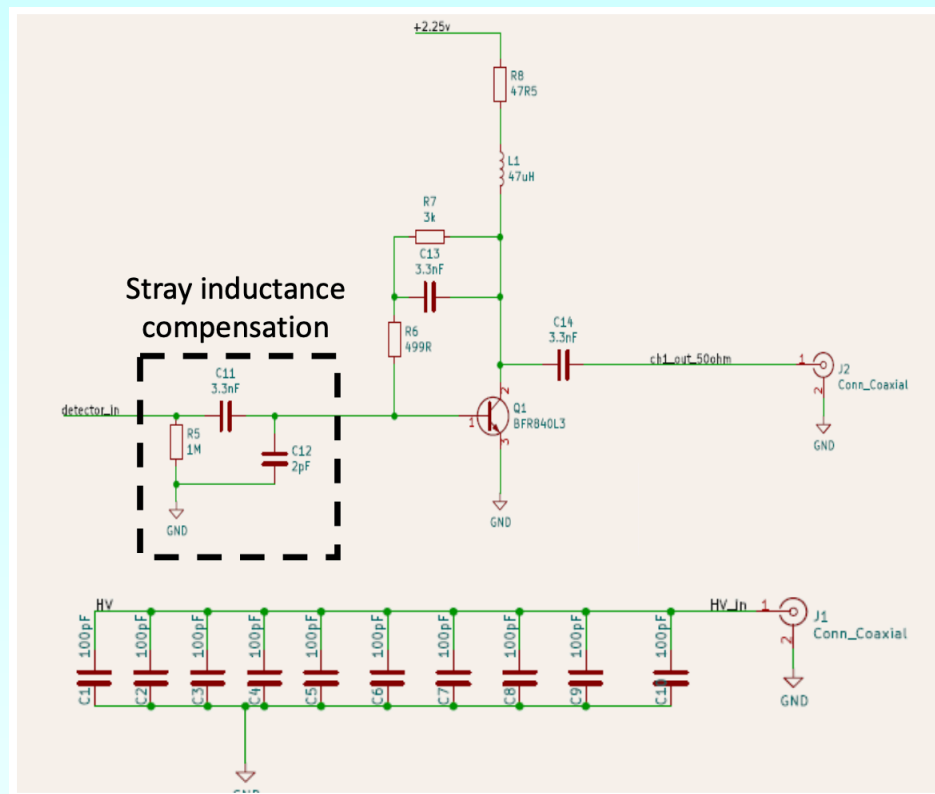 +2.25v
R8
47R5
L1
47uH
R7
3k
C13
3.3nF
Stray inductance
compensation
R6
499R
C14
3.3nF
ch1_out_50ohm
1
J2
Conn_Coaxial
2
GND
C11
3.3nF
detector_in
R5
1M
C12
2pF
GND
2
1
Q1
BFR840L3
3
GND
HV
HV_in
1
J1
Conn_Coaxial
2
GND
100pF
C1
100pF
C2
100pF
C3
100pF
C4
100pF
C5
100pF
C6
100pF
C7
100pF
C8
100pF
C9
100pF
C10
GND